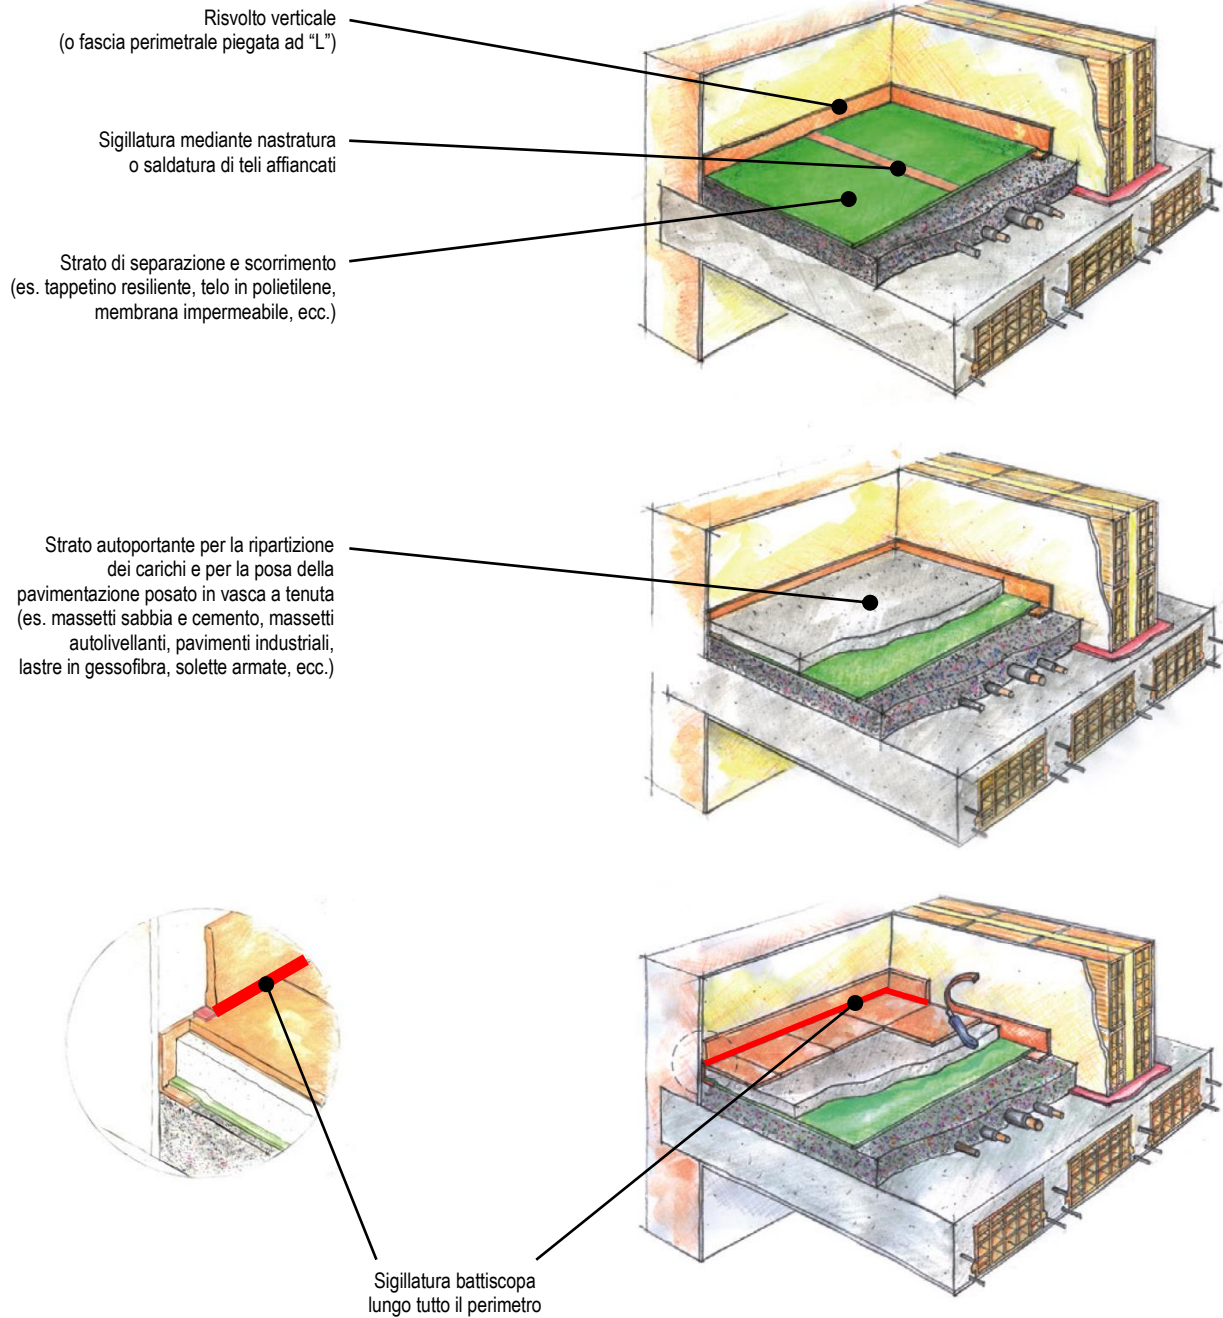 Risvolto verticale
(o fascia perimetrale piegata ad “L”)
Sigillatura mediante nastratura
o saldatura di teli affiancati
Strato di separazione e scorrimento
(es. tappetino resiliente, telo in polietilene,
membrana impermeabile, ecc.)
Strato autoportante per la ripartizione
dei carichi e per la posa della
pavimentazione posato in vasca a tenuta
(es. massetti sabbia e cemento, massetti
autolivellanti, pavimenti industriali,
lastre in gessofibra, solette armate, ecc.)
Sigillatura battiscopa
lungo tutto il perimetro